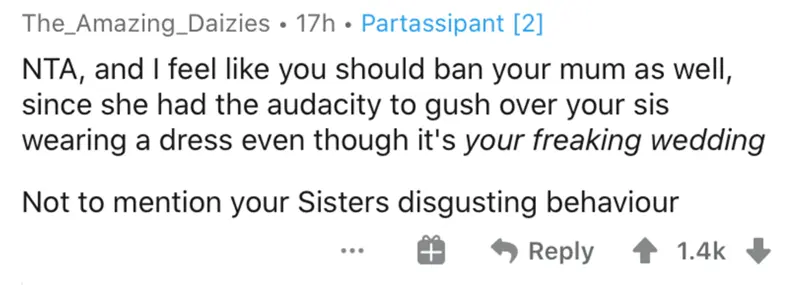 The_Amazing_Daizies • 17h • Partassipant [2]
NTA, and I feel like you should ban your mum as well,
since she had the audacity to gush over your sis
wearing a dress even though it's your freaking wedding
Not to mention your Sisters disgusting behaviour
... Reply 1.4k